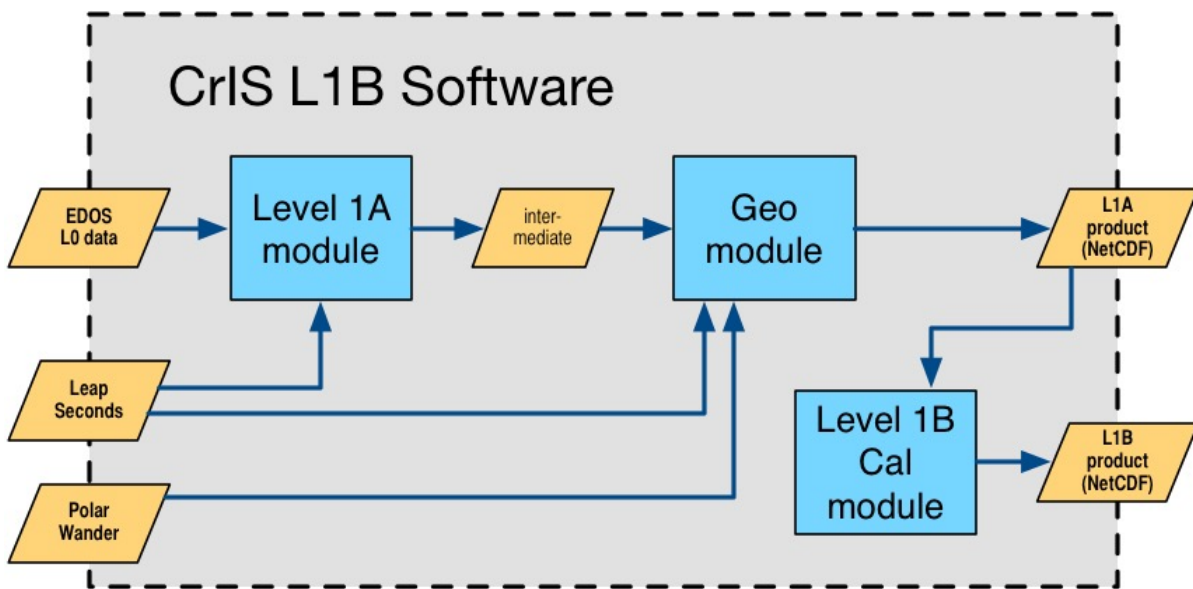 CrIS L1B Software
EDOS
L0 data
Level 1A
module
inter-
mediate
Geo
module
L1A
product
(NetCDF)
Leap
Seconds
Level 1B
Cal
module
L1B
product
(NetCDF)
Polar
Wander